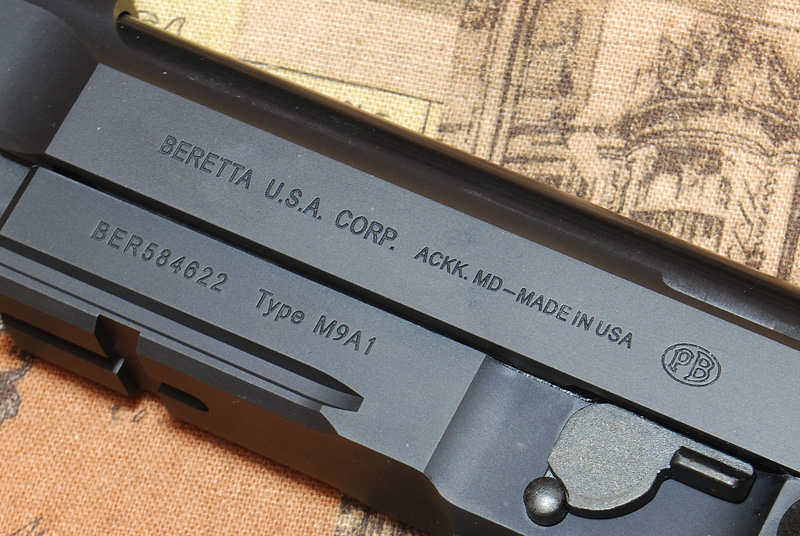 BERETTA U.S.A. CORP. ACKK. MD-MADE IN USA PB
BER584622 Type M9A1